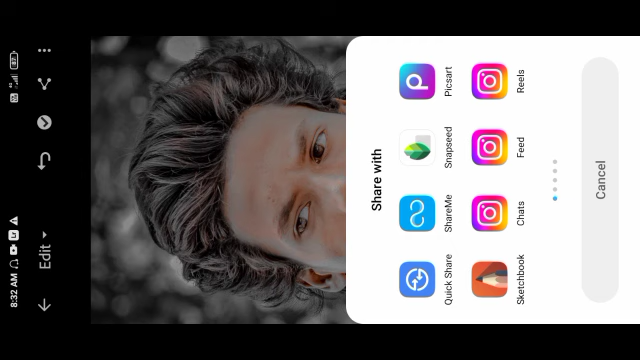 8:32 AM
Edit
Share with
Quick Share
ShareMe
Snapseed
Picsart
Sketchbook
Chats
Feed
Reels
Cancel